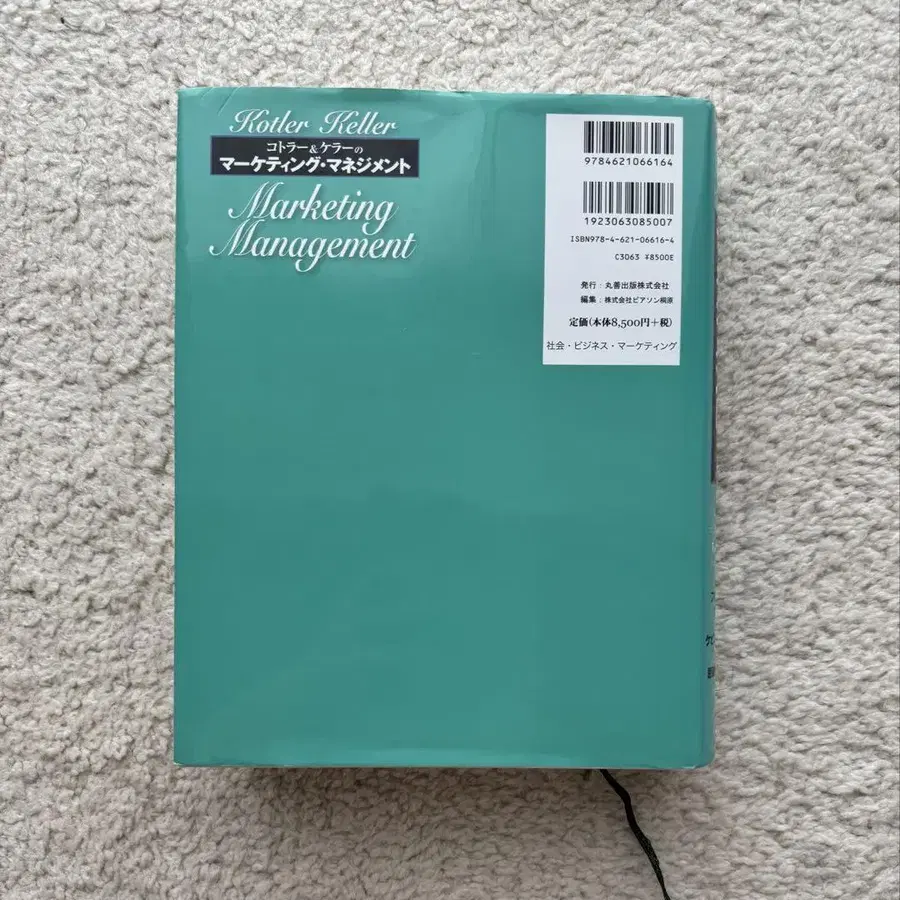 Kotler Keller
コトラー&ケラーの
マーケティング・マネジメント
Marketing
Management
9784621066164
1923063085007
ISBN978-4-621-06616-4
C3063 ¥8500E
発行:丸善出版株式会社
編集:株式会社ピアソン桐原
定価(本体8,500円+税)
社会・ビジネス・マーケティング